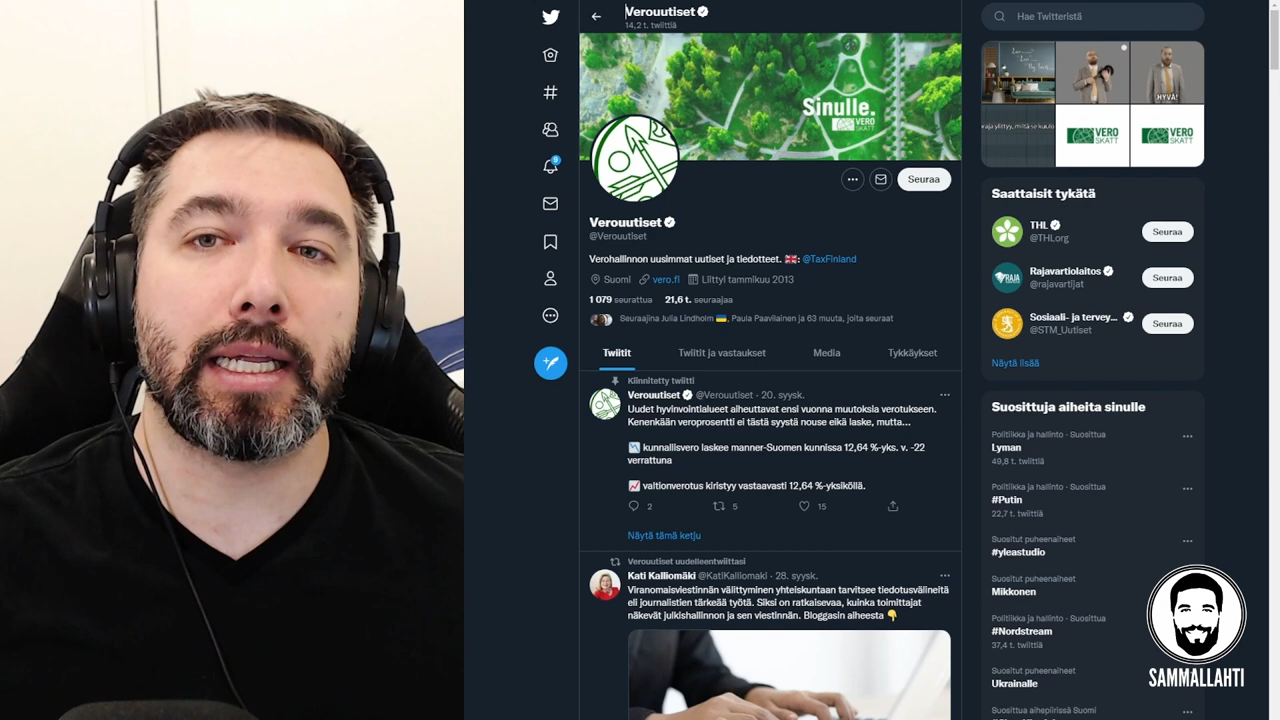 Verouutiset
14,2 t. twiittiä
Sinulle.
VERO
SKATT
Seuraa
Verouutiset
@Verouutiset
Verohallinnon uusimmat uutiset ja tiedotteet. 🇬🇧: @TaxFinland
Suomi vero.fi Liittyi tammikuu 2013
1 079 seurattua 21,6 t. seuraajaa
Seuraajina Julia Lindholm 🇺🇦, Paula Paavilainen ja 63 muuta, joita seuraat
Twiitit Twiitit ja vastaukset Media Tykkäykset
Kiinnitetty twiitti
Verouutiset @Verouutiset · 20. syysk.
Uudet hyvinvointialueet aiheuttavat ensi vuonna muutoksia verotukseen.
Kenenkään veroprosentti ei tästä syystä nouse eikä laske, mutta...
📉 kunnallisvero laskee manner-Suomen kunnissa 12,64 %-yks. v. -22
verrattuna
📈 valtionverotus kiristyy vastaavasti 12,64 %-yksiköllä.
2 5 15
Näytä tämä ketju
Verouutiset uudelleentwiittasi
Kati Kalliomäki @KatiKalliomaki · 28. syysk.
Viranomaisviestinnän välittyminen yhteiskuntaan tarvitsee tiedotusvälineitä
eli journalistien tärkeää työtä. Siksi on ratkaisevaa, kuinka toimittajat
näkevät julkishallinnon ja sen viestinnän. Bloggasin aiheesta 👇
9
Hae Twitteristä
HYVÄ!
raja ylittyy, mitä se kuulo
VERO
SKATT
VERO
SKATT
Saattaisit tykätä
THL
@THLorg
Seuraa
Rajavartiolaitos
@rajavartijat
Seuraa
Sosiaali- ja tervey...
@STM_Uutiset
Seuraa
Näytä lisää
Suosittuja aiheita sinulle
Politiikka ja hallinto · Suosittua
Lyman
49,8 t. twiittiä
Politiikka ja hallinto · Suosittua
#Putin
22,7 t. twiittiä
Suositut puheenaiheet
#yleastudio
Suositut puheenaiheet
Mikkonen
Politiikka ja hallinto · Suosittua
#Nordstream
37,4 t. twiittiä
Suositut puheenaiheet
Ukrainalle
Suosittua aihepiirissä Suomi
SAMMALLAHTI